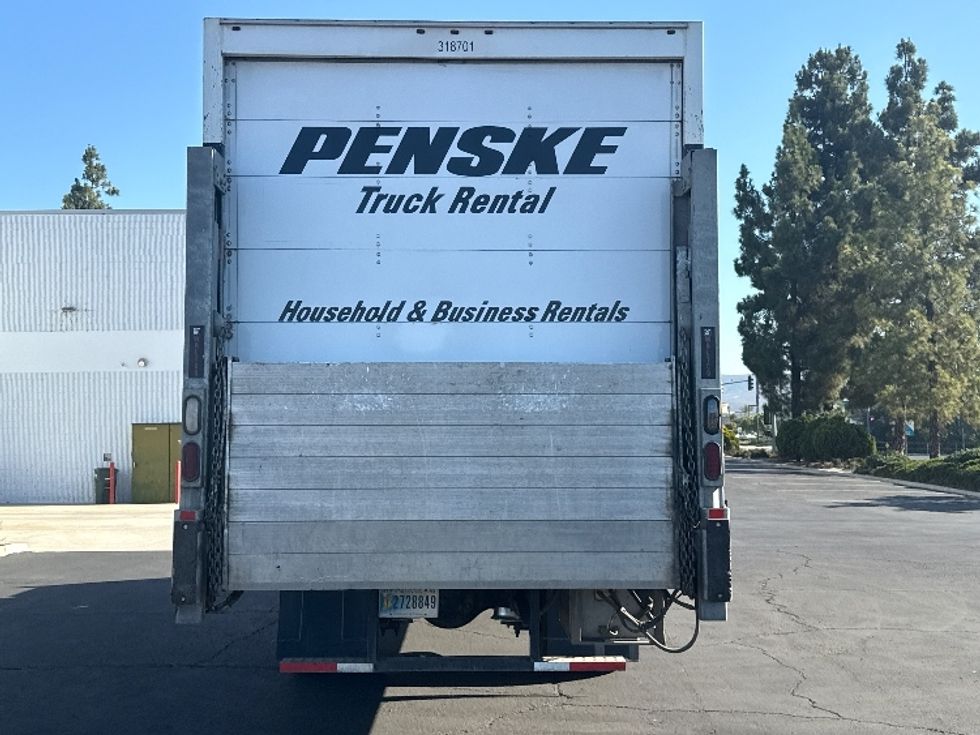 318701
PENSKE
Truck Rental
Household & Business Rentals
2728849